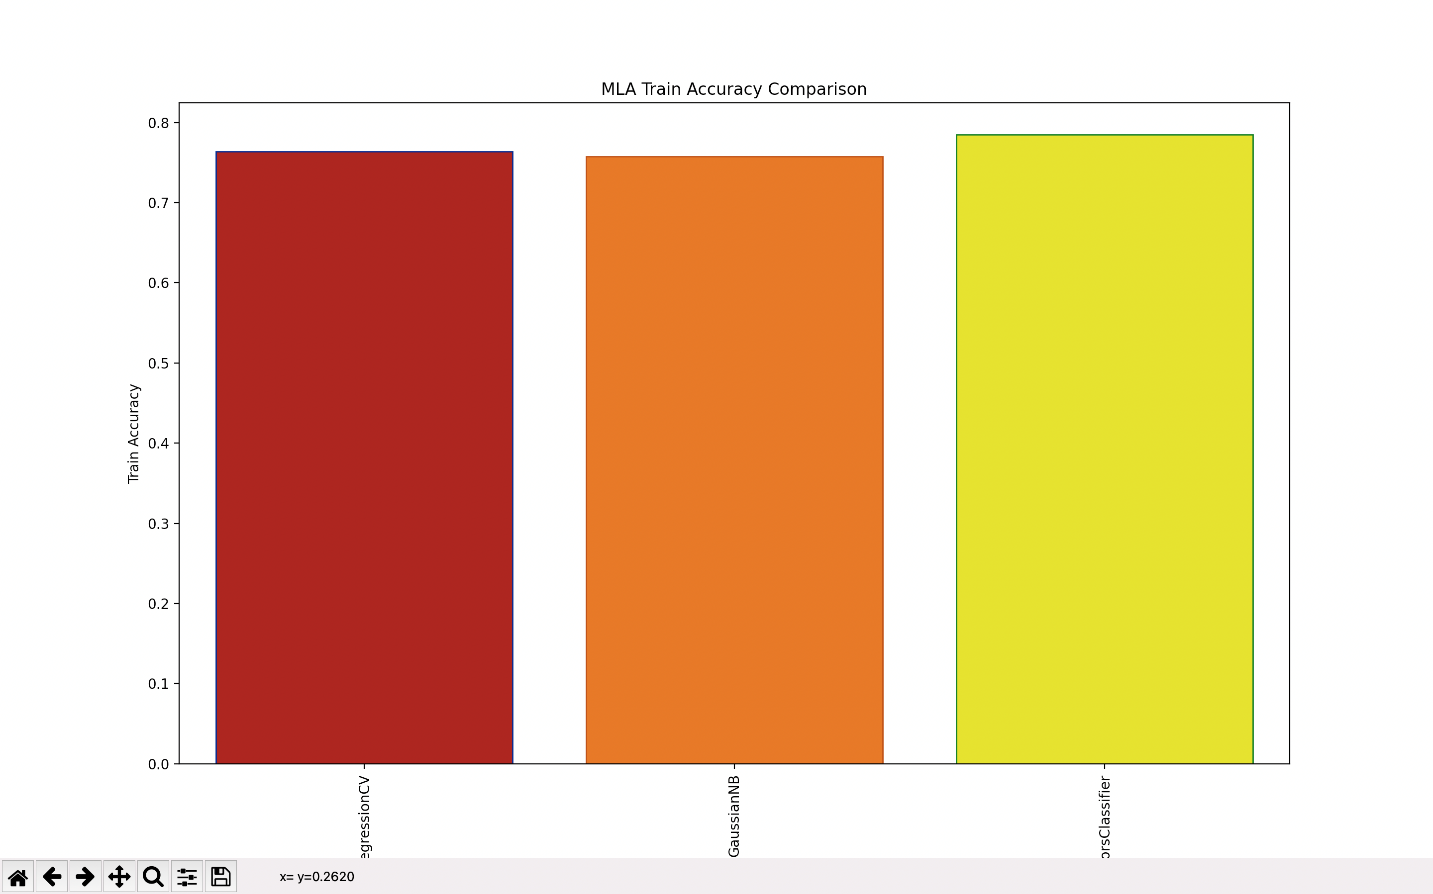 MLA Train Accuracy Comparison
Train Accuracy
0.8
0.7
0.6
0.5
0.4
0.3
0.2
0.1
0.0
egressionCV
GaussianNB
orsClassifier
x= y=0.2620